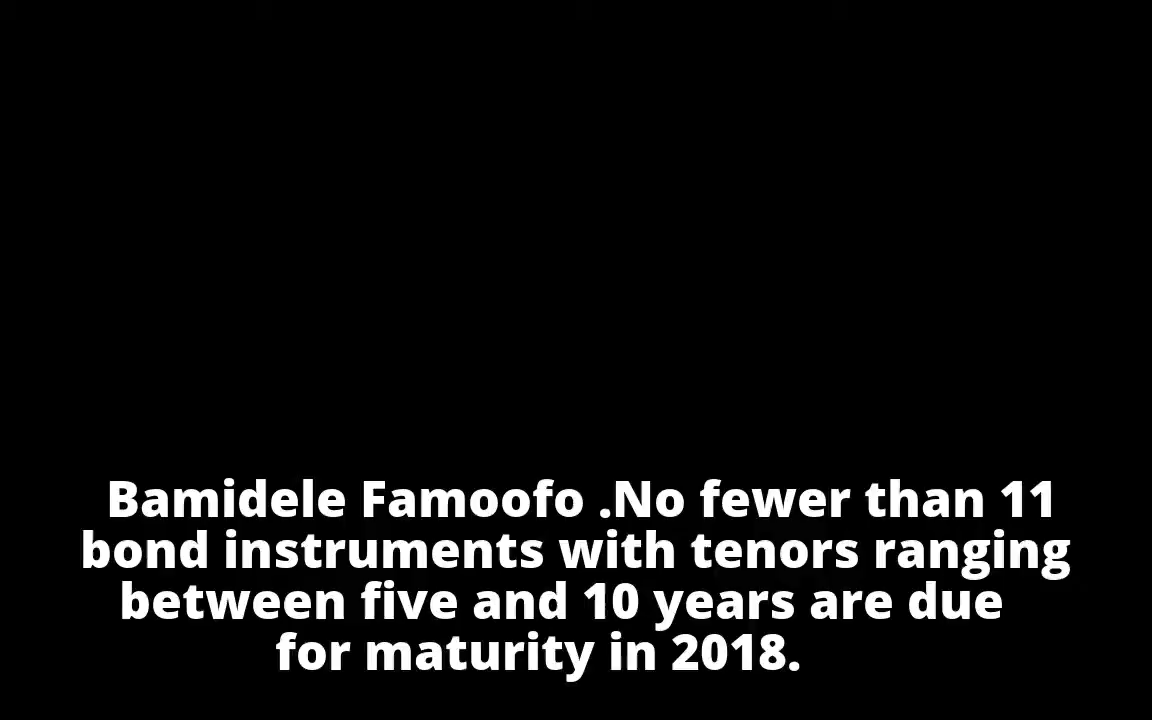 Bamidele Famoofo .No fewer than 11
bond instruments with tenors ranging
between five and 10 years are due
for maturity in 2018.